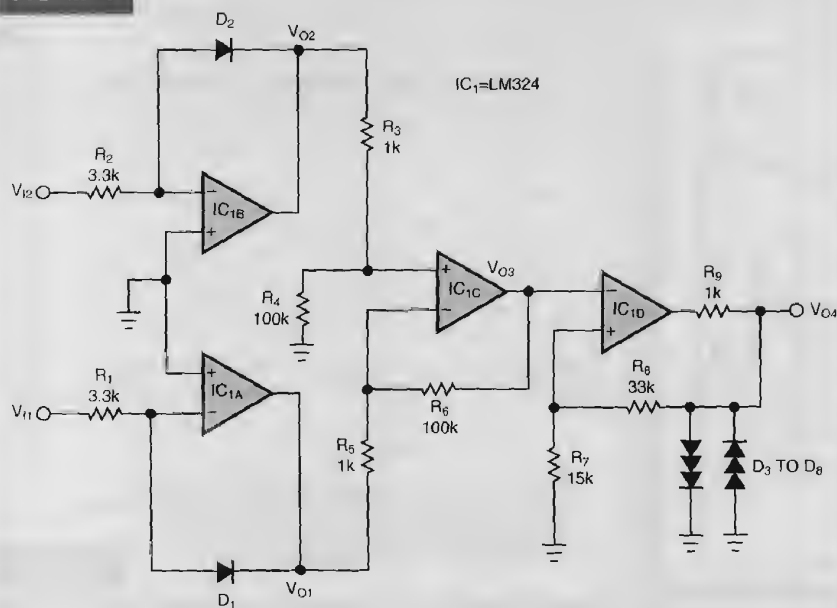 D2
VO2
IC1=LM324
R3
1k
R2
3.3k
VI2
−
IC1B
+
VO3
+
IC1C
−
R4
100k
−
IC1D
+
R9
1k
VO4
R8
33k
+
IC1A
−
R1
3.3k
VI1
R6
100k
R5
1k
R7
15k
D3 TO D8
D1
VO1